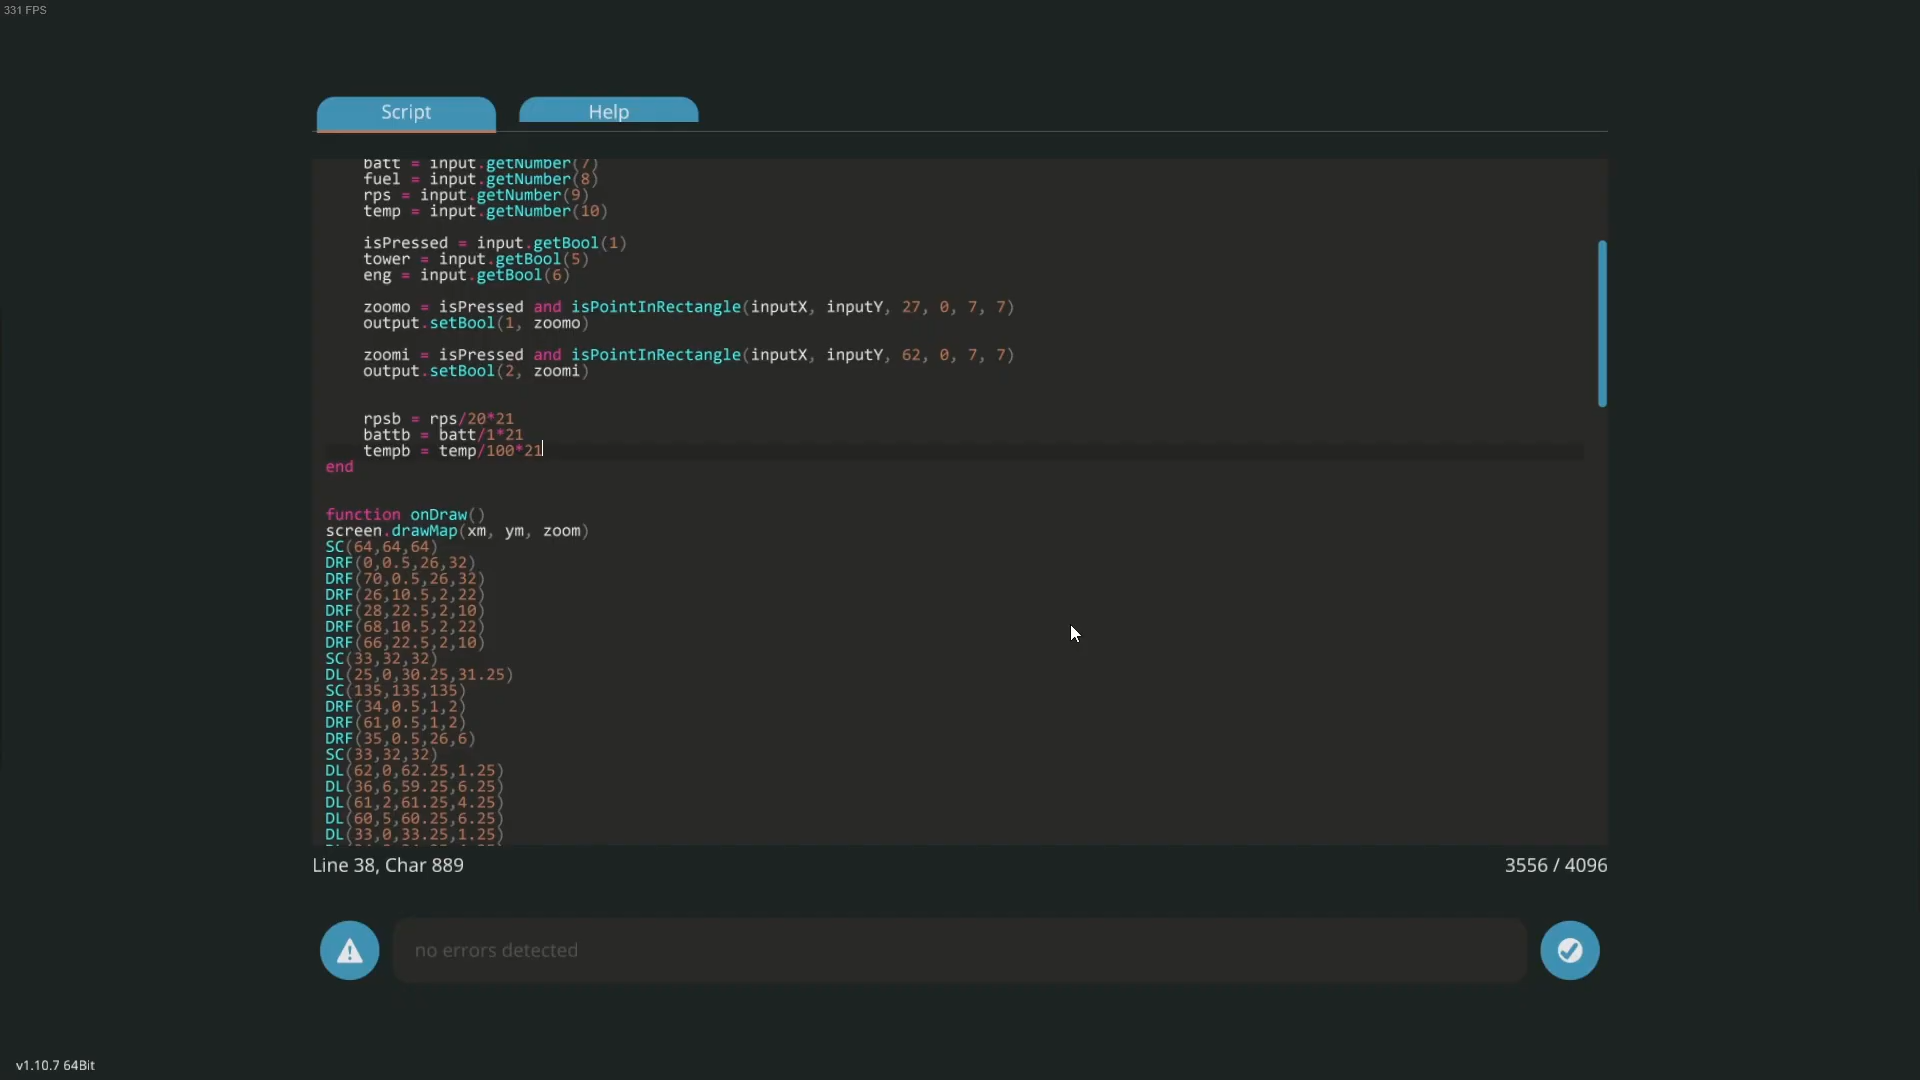 331 FPS
Script
Help
batt = input.getNumber(7)
fuel = input.getNumber(8)
rps = input.getNumber(9)
temp = input.getNumber(10)
isPressed = input.getBool(1)
tower = input.getBool(5)
eng = input.getBool(6)
zoomo = isPressed and isPointInRectangle(inputX, inputY, 27, 0, 7, 7)
output.setBool(1, zoomo)
zoomi = isPressed and isPointInRectangle(inputX, inputY, 62, 0, 7, 7)
output.setBool(2, zoomi)
rpsb = rps/20*21
battb = batt/1*21
tempb = temp/100*21
end
function onDraw()
screen.drawMap(xm, ym, zoom)
SC(64,64,64)
DRF(0,0.5,26,32)
DRF(70,0.5,26,32)
DRF(26,10.5,2,22)
DRF(28,22.5,2,10)
DRF(68,10.5,2,22)
DRF(66,22.5,2,10)
SC(33,32,32)
DL(25,0,30.25,31.25)
SC(135,135,135)
DRF(34,0.5,1,2)
DRF(61,0.5,1,2)
DRF(35,0.5,26,6)
SC(33,32,32)
DL(62,0,62.25,1.25)
DL(36,6,59.25,6.25)
DL(61,2,61.25,4.25)
DL(60,5,60.25,6.25)
DL(33,0,33.25,1.25)
Line 38, Char 889
3556 / 4096
no errors detected
v1.10.7 64Bit